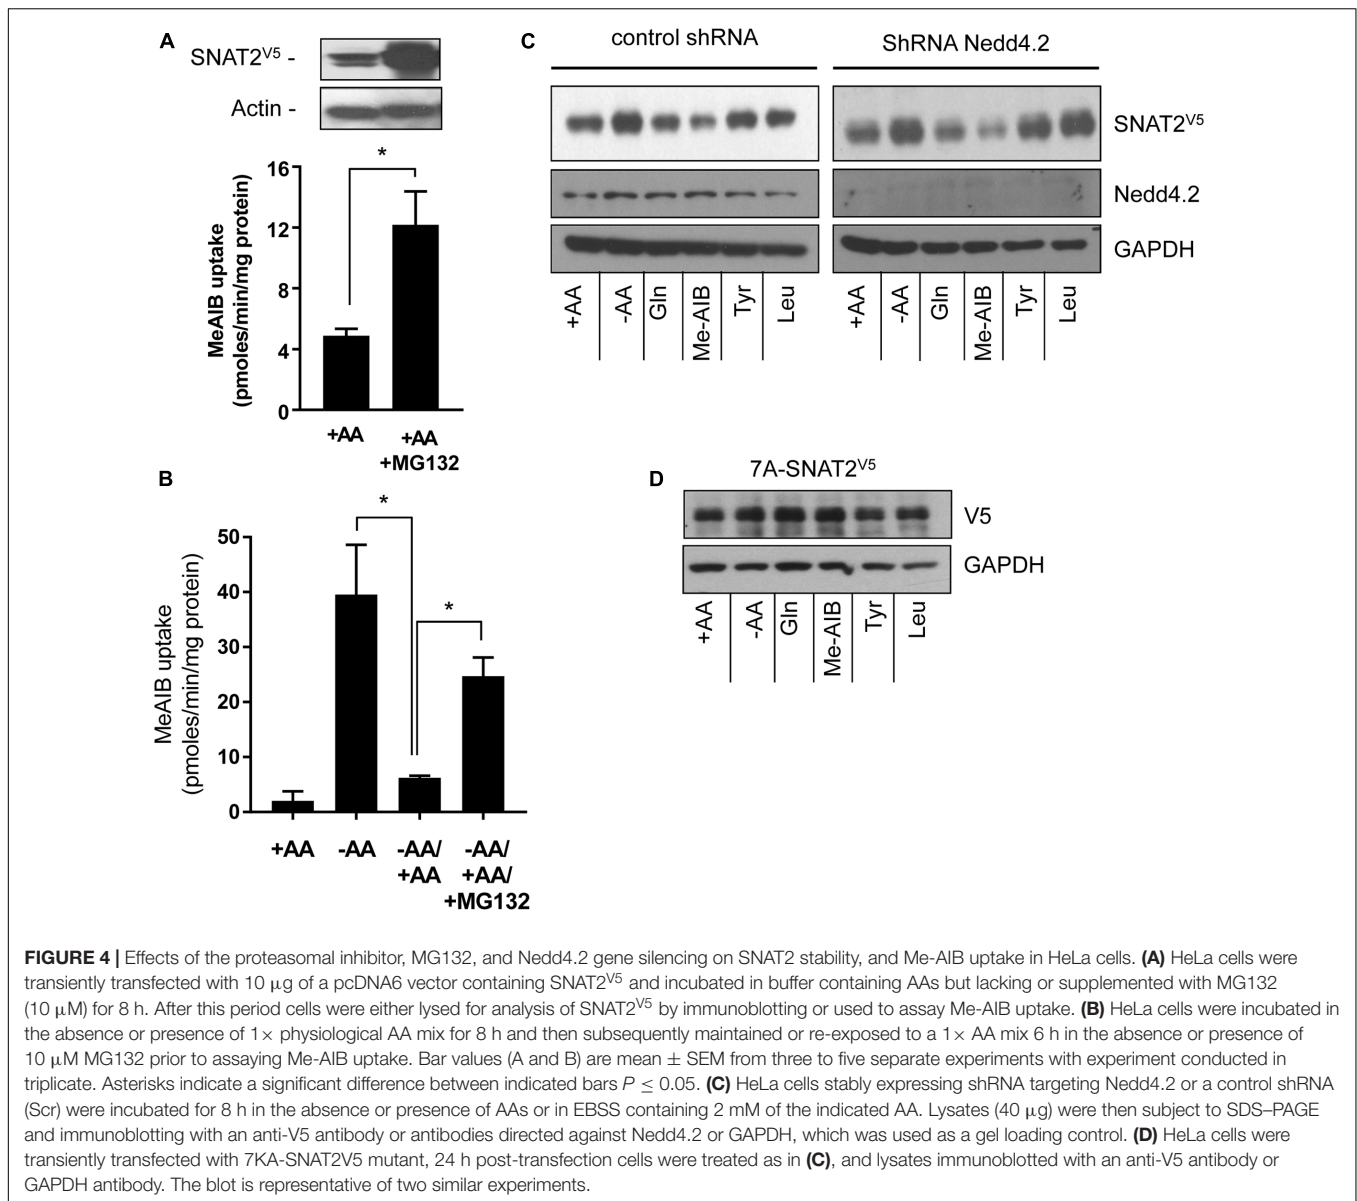 A
SNAT2V5 -
Actin -
*
16
12
8
4
0
MeAIB uptake
(pmoles/min/mg protein)
+AA
+AA
+MG132
B
*
*
50
40
30
20
10
0
MeAIB uptake
(pmoles/min/mg protein)
+AA
-AA
-AA/
+AA
-AA/
+AA/
+MG132
C
control shRNA
ShRNA Nedd4.2
SNAT2V5
Nedd4.2
GAPDH
+AA
-AA
Gln
Me-AIB
Tyr
Leu
+AA
-AA
Gln
Me-AIB
Tyr
Leu
D
7A-SNAT2V5
V5
GAPDH
+AA
-AA
Gln
Me-AIB
Tyr
Leu
FIGURE 4 | Effects of the proteasomal inhibitor, MG132, and Nedd4.2 gene silencing on SNAT2 stability, and Me-AIB uptake in HeLa cells. (A) HeLa cells were
transiently transfected with 10 μg of a pcDNA6 vector containing SNAT2V5 and incubated in buffer containing AAs but lacking or supplemented with MG132
(10 μM) for 8 h. After this period cells were either lysed for analysis of SNAT2V5 by immunoblotting or used to assay Me-AIB uptake. (B) HeLa cells were incubated in
the absence or presence of 1× physiological AA mix for 8 h and then subsequently maintained or re-exposed to a 1× AA mix 6 h in the absence or presence of
10 μM MG132 prior to assaying Me-AIB uptake. Bar values (A and B) are mean ± SEM from three to five separate experiments with experiment conducted in
triplicate. Asterisks indicate a significant difference between indicated bars P ≤ 0.05. (C) HeLa cells stably expressing shRNA targeting Nedd4.2 or a control shRNA
(Scr) were incubated for 8 h in the absence or presence of AAs or in EBSS containing 2 mM of the indicated AA. Lysates (40 μg) were then subject to SDS–PAGE
and immunoblotting with an anti-V5 antibody or antibodies directed against Nedd4.2 or GAPDH, which was used as a gel loading control. (D) HeLa cells were
transiently transfected with 7KA-SNAT2V5 mutant, 24 h post-transfection cells were treated as in (C), and lysates immunoblotted with an anti-V5 antibody or
GAPDH antibody. The blot is representative of two similar experiments.